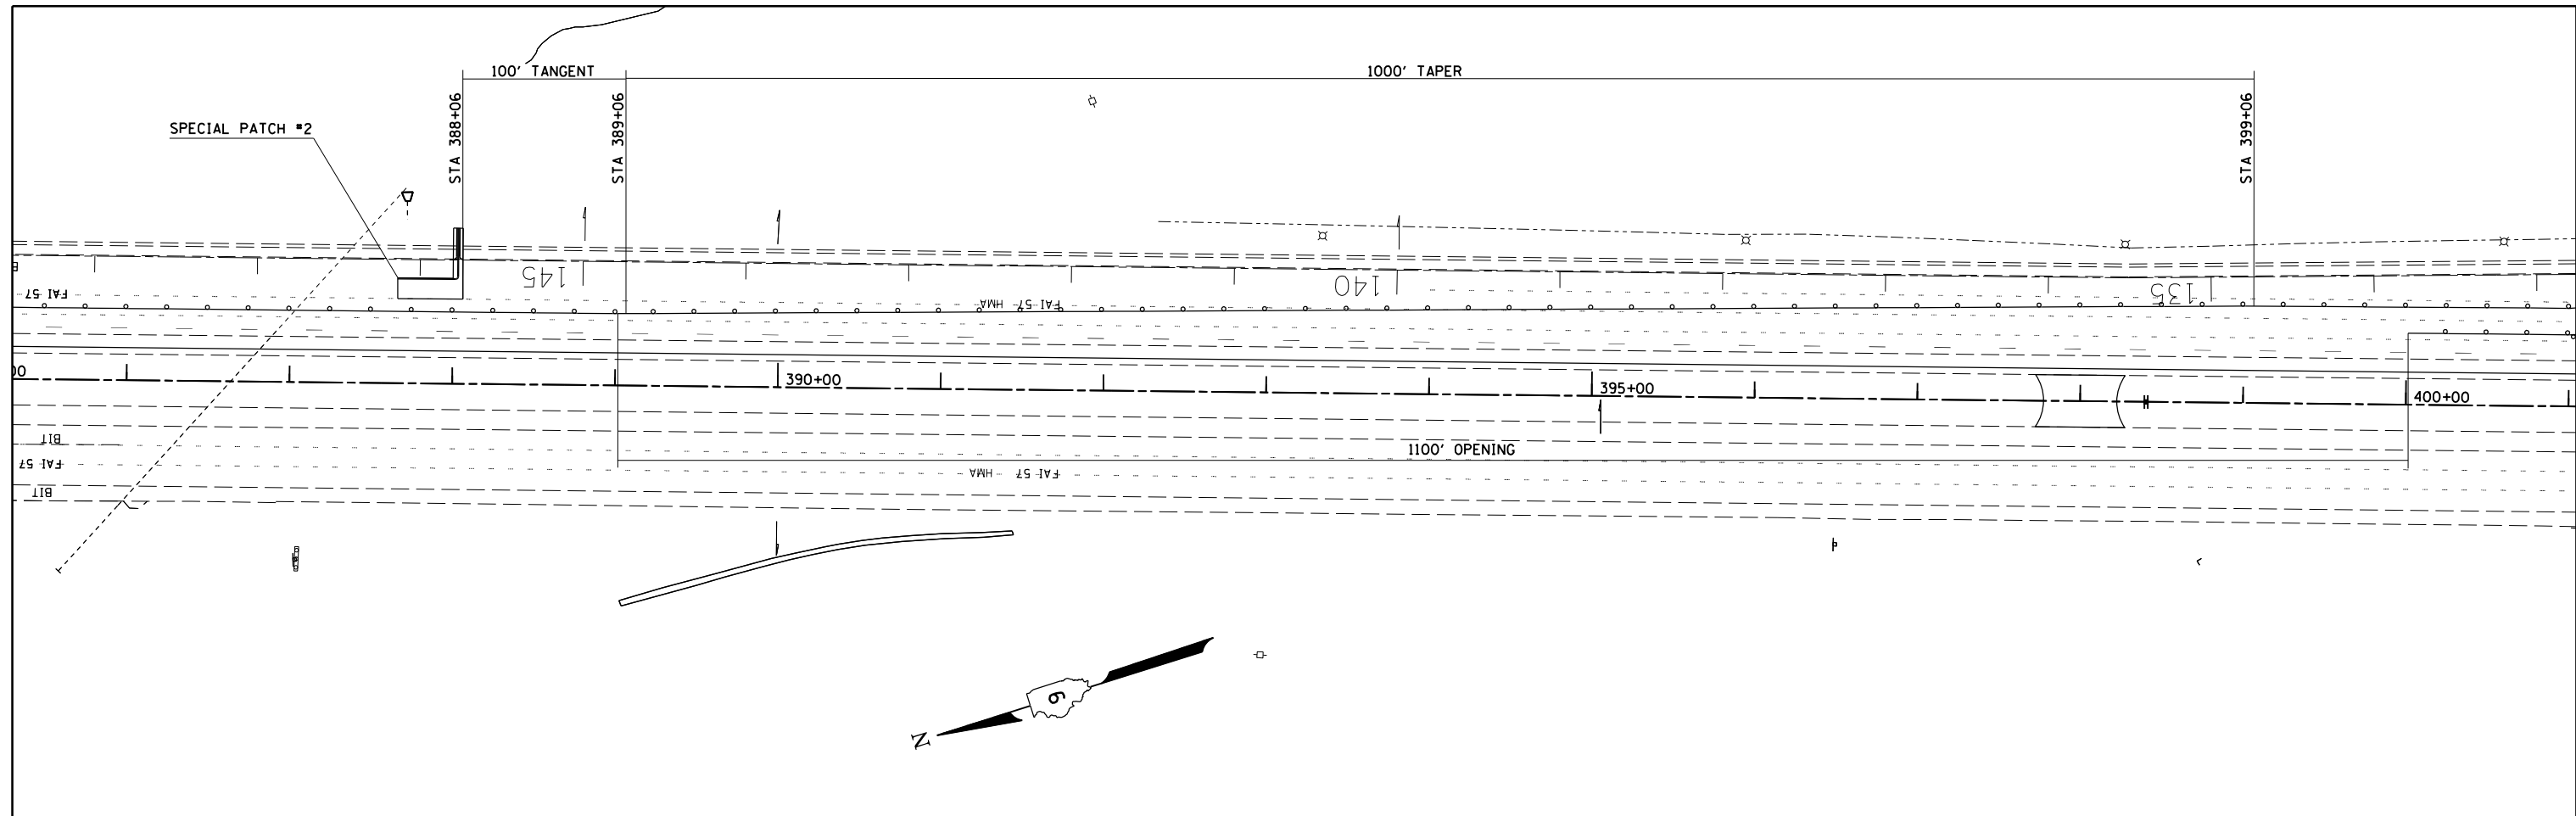 100' TANGENT
1000' TAPER
STA 388+06
STA 389+06
STA 399+06
SPECIAL PATCH #2
145
140
135
FAI 57
FAI 57 HMA
390+00
395+00
400+00
BIT
FAI 57
BIT
1100' OPENING
FAI 57 HMA
6
N